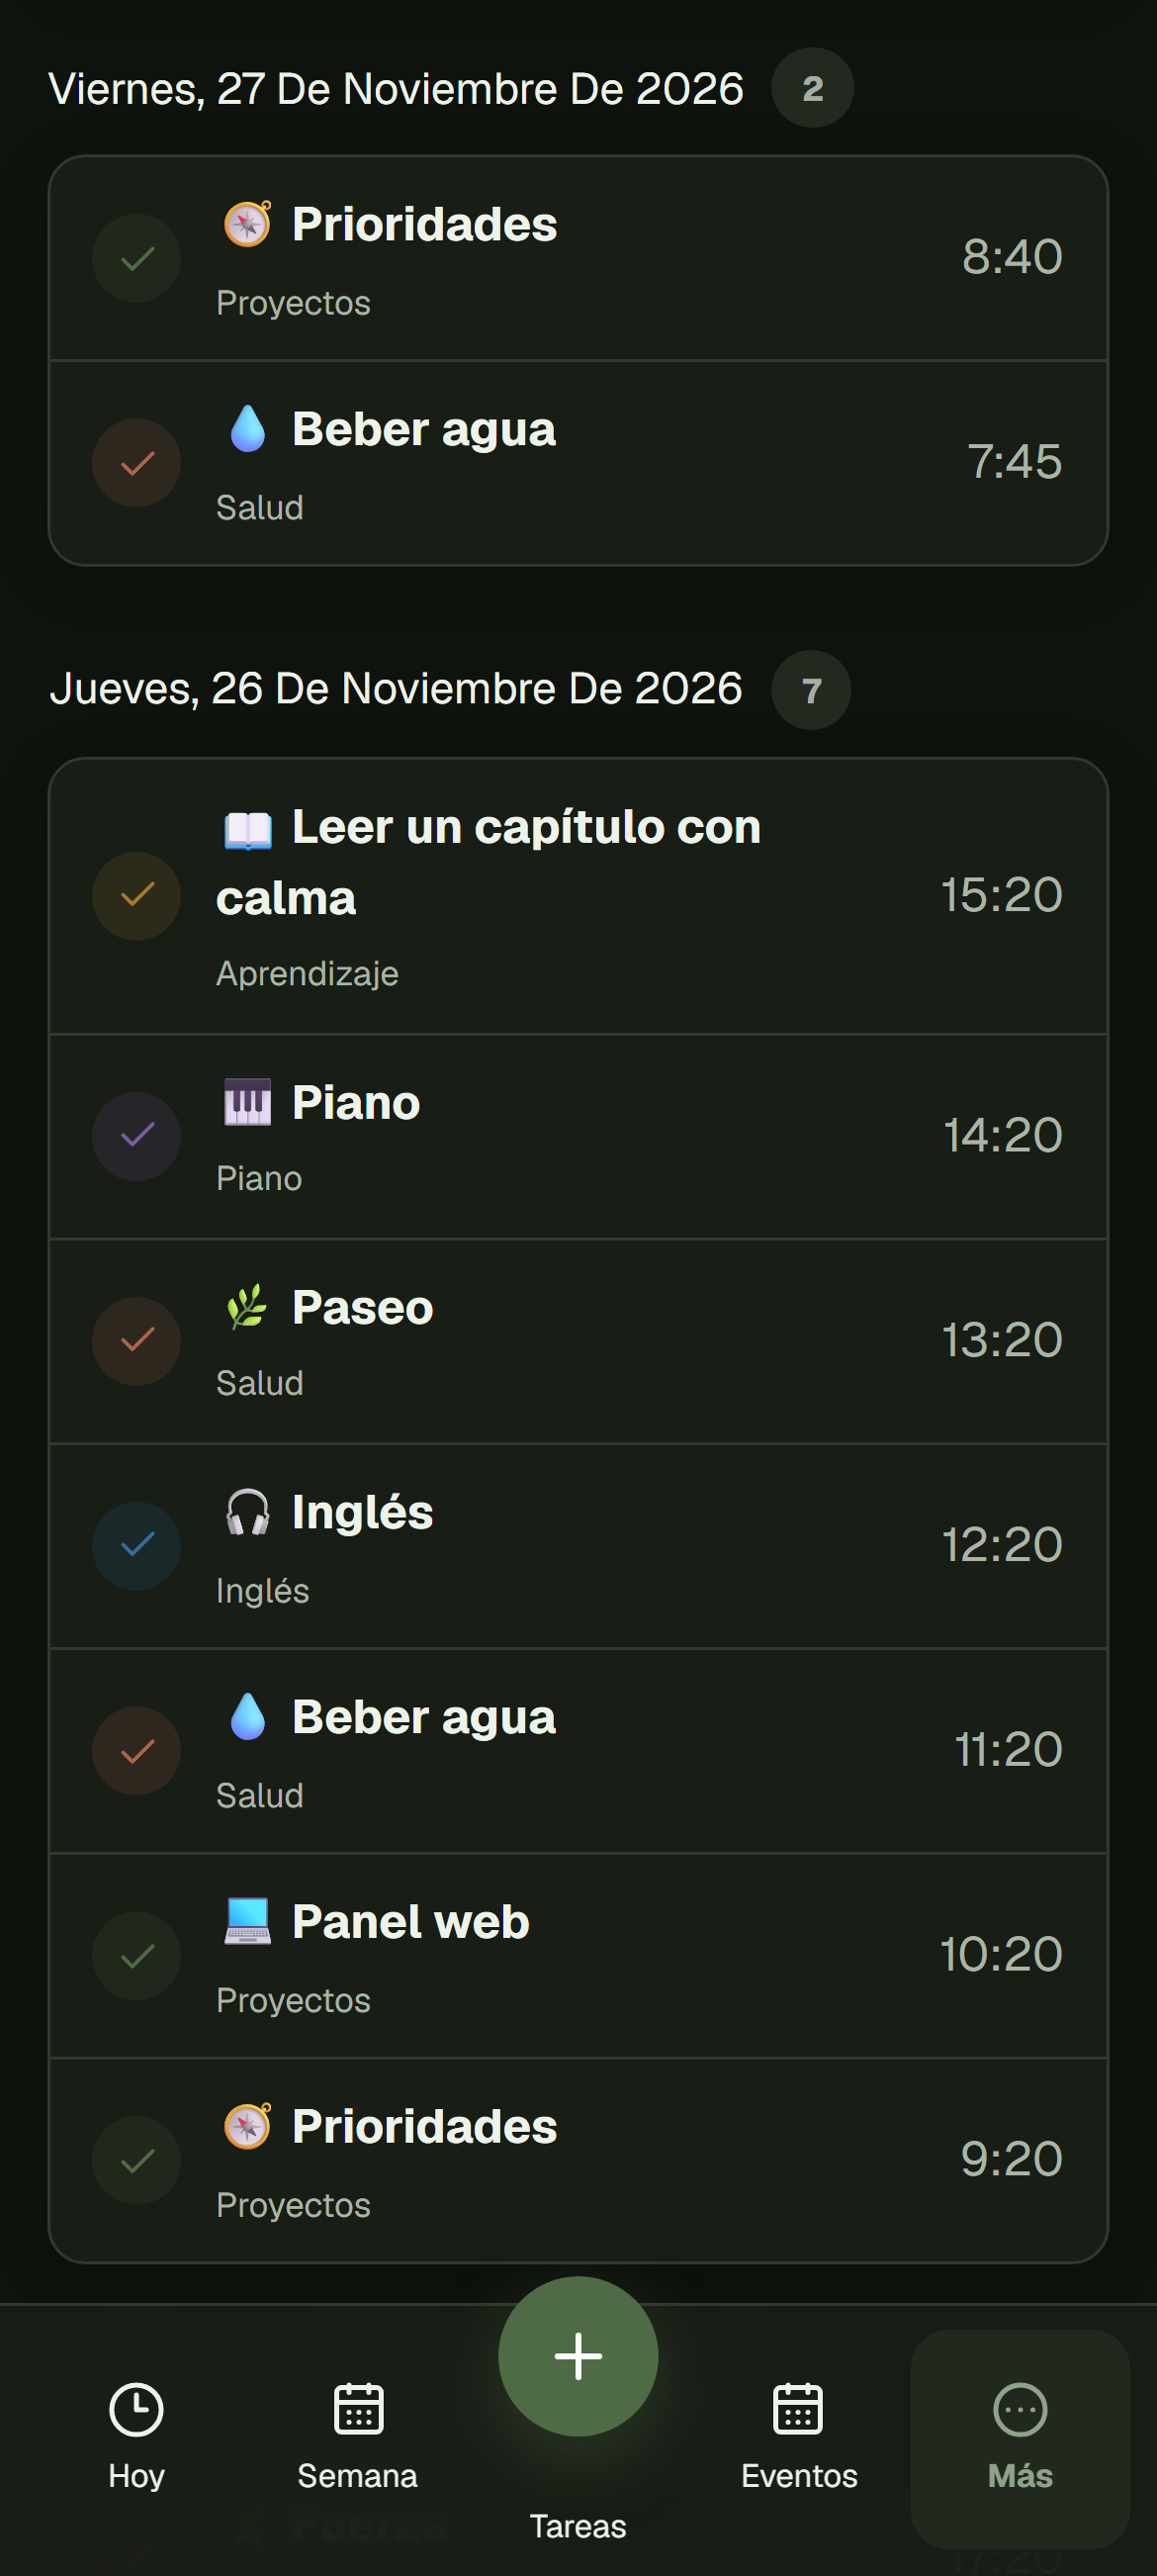 Viernes, 27 De Noviembre De 2026 2
Prioridades
8:40
Proyectos
Beber agua
7:45
Salud
Jueves, 26 De Noviembre De 2026 7
Leer un capítulo con
calma
15:20
Aprendizaje
Piano
14:20
Piano
Paseo
13:20
Salud
Inglés
12:20
Inglés
Beber agua
11:20
Salud
Panel web
10:20
Proyectos
Prioridades
9:20
Proyectos
Hoy
Semana
Tareas
Eventos
Más
Fuerza
17:20